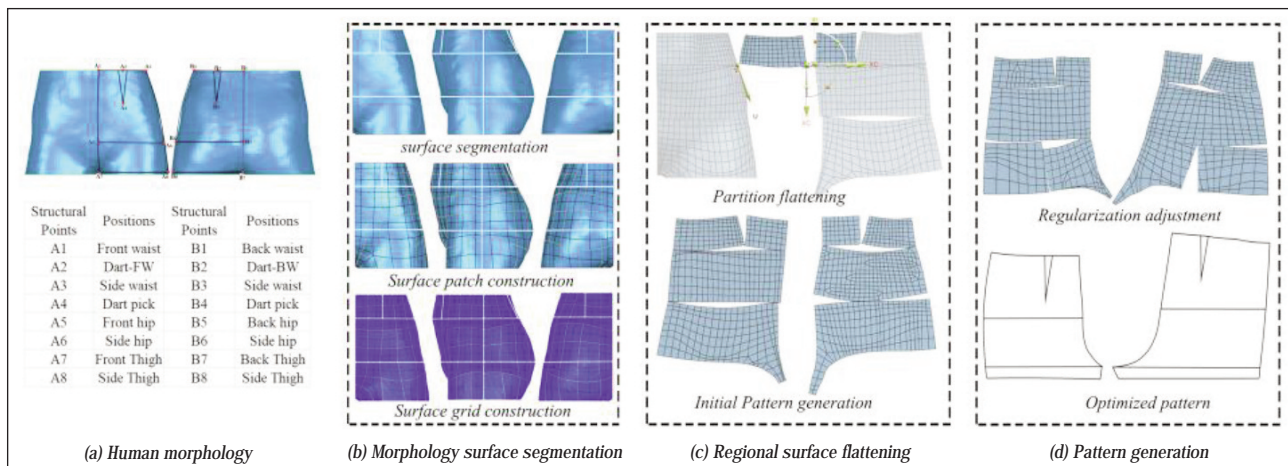 Structural Points Positions Structural Points Positions
A1 Front waist B1 Back waist
A2 Dart-FW B2 Dart-BW
A3 Side waist B3 Side waist
A4 Dart pick B4 Dart pick
A5 Front hip B5 Back hip
A6 Side hip B6 Side hip
A7 Front Thigh B7 Back Thigh
A8 Side Thigh B8 Side Thigh
(a) Human morphology
surface segmentation
Surface patch construction
Surface grid construction
(b) Morphology surface segmentation
Partition flattening
Initial Pattern generation
(c) Regional surface flattening
Regularization adjustment
Optimized pattern
(d) Pattern generation